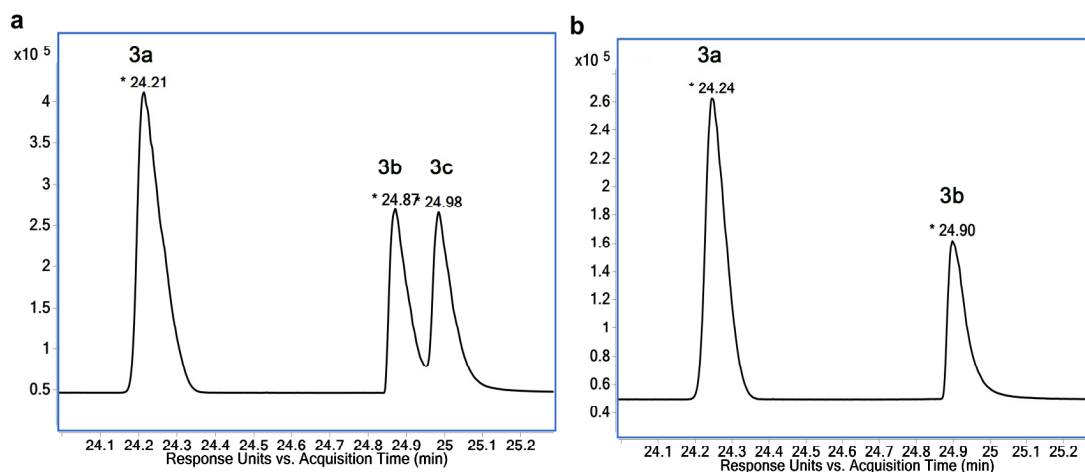 a
x10 5
3a
* 24.21
3b
3c
* 24.87
* 24.98
4
3.5
3
2.5
2
1.5
1
0.5
24.1 24.2 24.3 24.4 24.5 24.6 24.7 24.8 24.9 25 25.1 25.2
Response Units vs. Acquisition Time (min)
b
x10 5
3a
* 24.24
3b
* 24.90
2.6
2.4
2.2
2
1.8
1.6
1.4
1.2
1
0.8
0.6
0.4
24.1 24.2 24.3 24.4 24.5 24.6 24.7 24.8 24.9 25 25.1 25.2
Response Units vs. Acquisition Time (min)